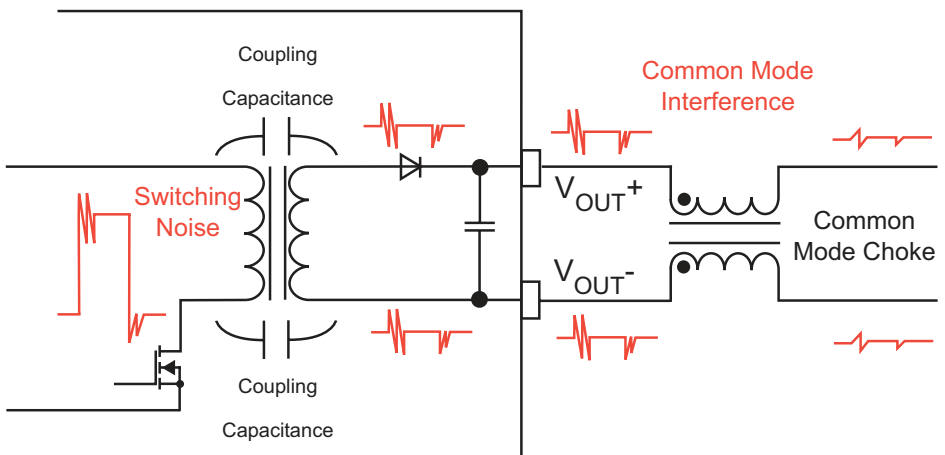 Coupling
Capacitance
Common Mode
Interference
Switching
Noise
VOUT+
Common
Mode Choke
VOUT-
Coupling
Capacitance